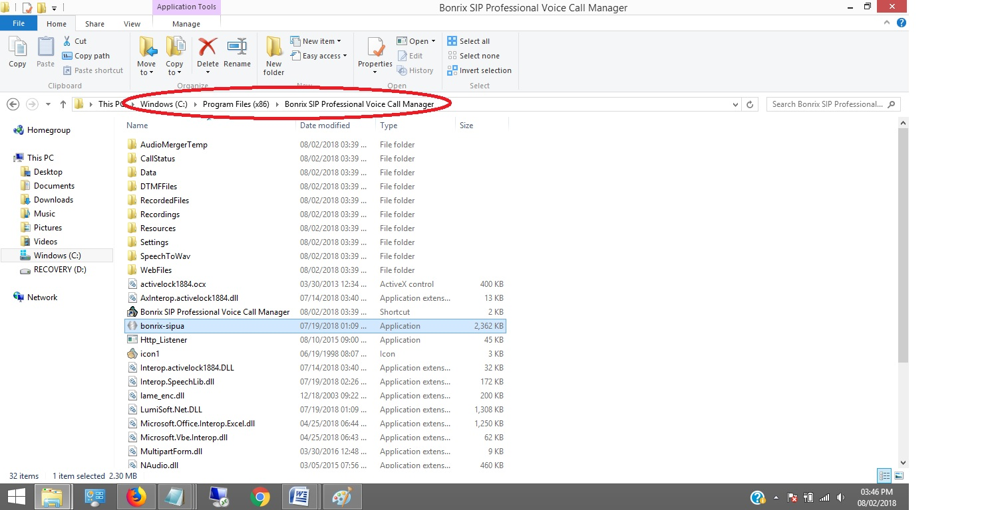 Application Tools
Bonrix SIP Professional Voice Call Manager
File Home Share View Manage
Copy
Paste
Cut
Copy path
Paste shortcut
Clipboard
Move to
Copy to
Delete
Rename
Organize
New folder
New item
Easy access
New
Properties
Open
Edit
History
Open
Select all
Select none
Invert selection
Select
This PC Windows (C:) Program Files (x86) Bonrix SIP Professional Voice Call Manager
Search Bonrix SIP Professional...
Homegroup
This PC
Desktop
Documents
Downloads
Music
Pictures
Videos
Windows (C:)
RECOVERY (D:)
Network
Name Date modified Type Size
AudioMergerTemp 08/02/2018 03:39 ... File folder
CallStatus 08/02/2018 03:39 ... File folder
Data 08/02/2018 03:39 ... File folder
DTMFFiles 08/02/2018 03:39 ... File folder
RecordedFiles 08/02/2018 03:39 ... File folder
Recordings 08/02/2018 03:39 ... File folder
Resources 08/02/2018 03:39 ... File folder
Settings 08/02/2018 03:39 ... File folder
SpeechToWav 08/02/2018 03:39 ... File folder
WebFiles 08/02/2018 03:39 ... File folder
activelock1884.ocx 03/30/2013 12:34 ... ActiveX control 400 KB
AxInterop.activelock1884.dll 07/14/2018 03:40 ... Application extens... 13 KB
Bonrix SIP Professional Voice Call Manager 08/02/2018 03:39 ... Shortcut 2 KB
bonrix-sipua 07/19/2018 01:09 ... Application 2,362 KB
Http_Listener 08/10/2015 09:00 ... Application 45 KB
icon1 06/19/1998 08:07 ... Icon 3 KB
Interop.activelock1884.DLL 07/14/2018 03:40 ... Application extens... 32 KB
Interop.SpeechLib.dll 07/19/2018 02:26 ... Application extens... 172 KB
lame_enc.dll 12/18/2003 09:22 ... Application extens... 200 KB
LumiSoft.Net.DLL 07/19/2018 01:09 ... Application extens... 1,308 KB
Microsoft.Office.Interop.Excel.dll 04/25/2018 06:44 ... Application extens... 1,250 KB
Microsoft.Vbe.Interop.dll 04/25/2018 06:43 ... Application extens... 62 KB
MultipartForm.dll 03/30/2016 12:48 ... Application extens... 9 KB
NAudio.dll 03/05/2015 07:56 ... Application extens... 460 KB
32 items 1 item selected 2.30 MB
03:46 PM
08/02/2018